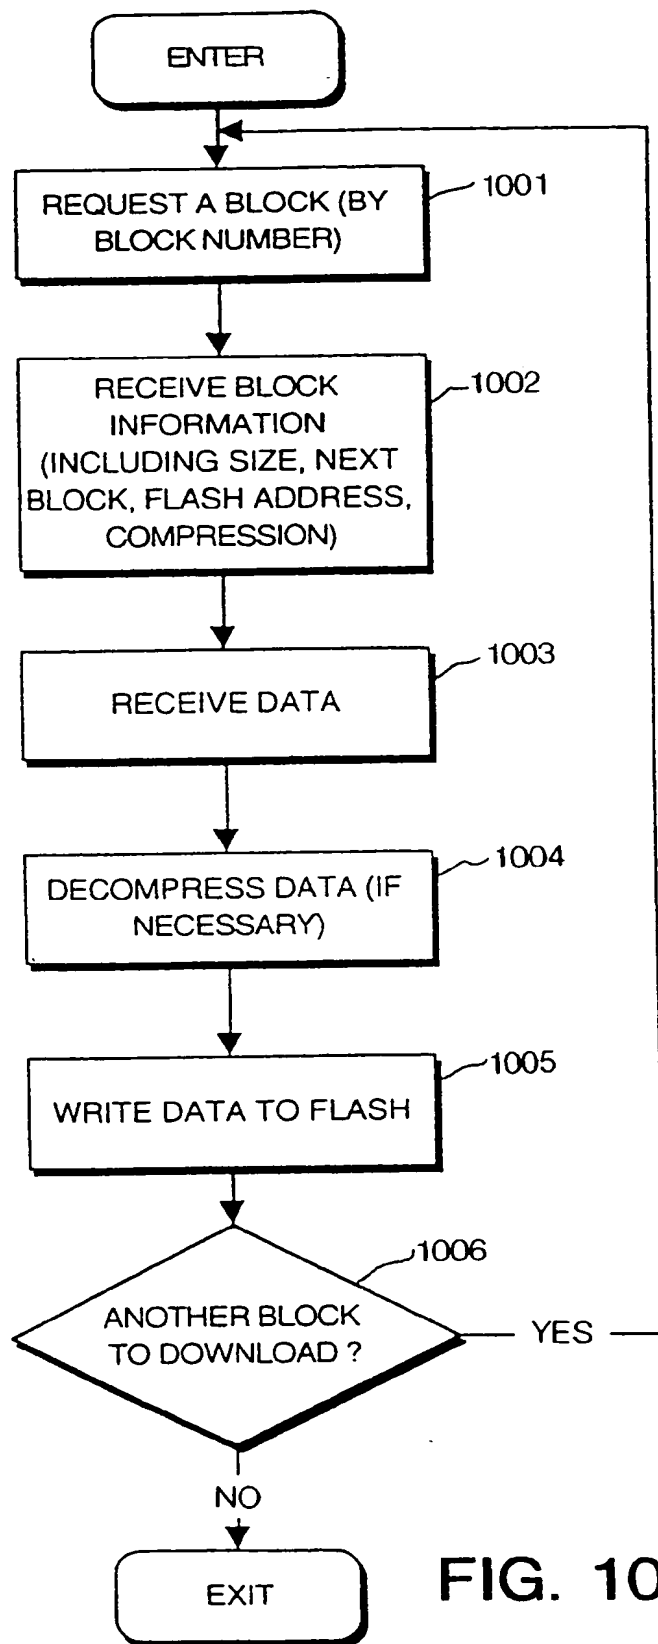 ENTER
REQUEST A BLOCK (BY
BLOCK NUMBER)
1001
RECEIVE BLOCK
INFORMATION
(INCLUDING SIZE, NEXT
BLOCK, FLASH ADDRESS,
COMPRESSION)
1002
RECEIVE DATA
1003
DECOMPRESS DATA (IF
NECESSARY)
1004
WRITE DATA TO FLASH
1005
ANOTHER BLOCK
TO DOWNLOAD ?
1006
YES
NO
EXIT
FIG. 10